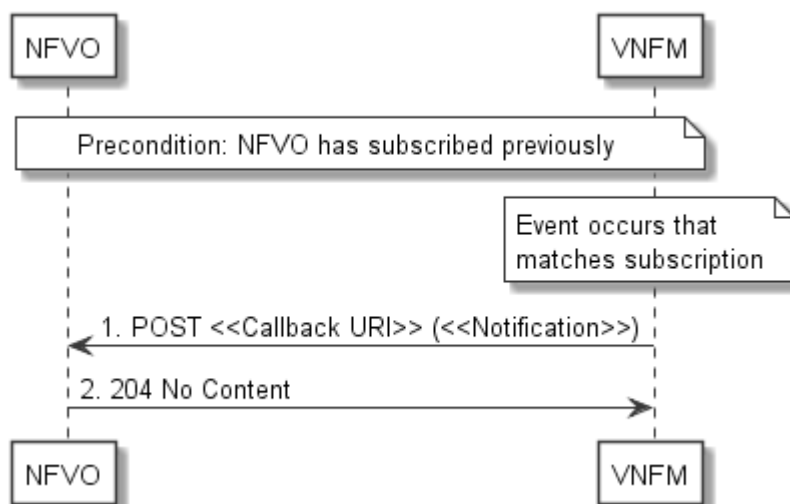 NFVO
VNFM
Precondition: NFVO has subscribed previously
Event occurs that
matches subscription
1. POST <<Callback URI>> (<<Notification>>)
2. 204 No Content
NFVO
VNFM